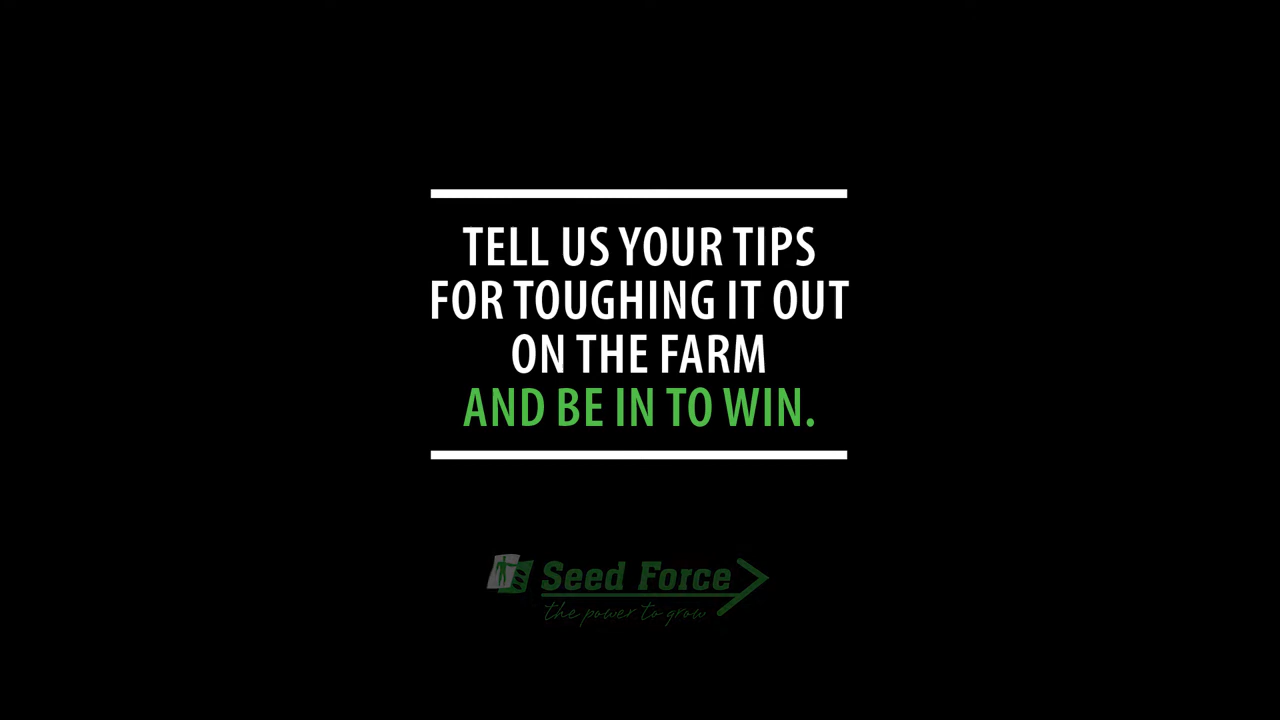 TELL US YOUR TIPS
FOR TOUGHING IT OUT
ON THE FARM
AND BE IN TO WIN.
Seed Force
the power to grow